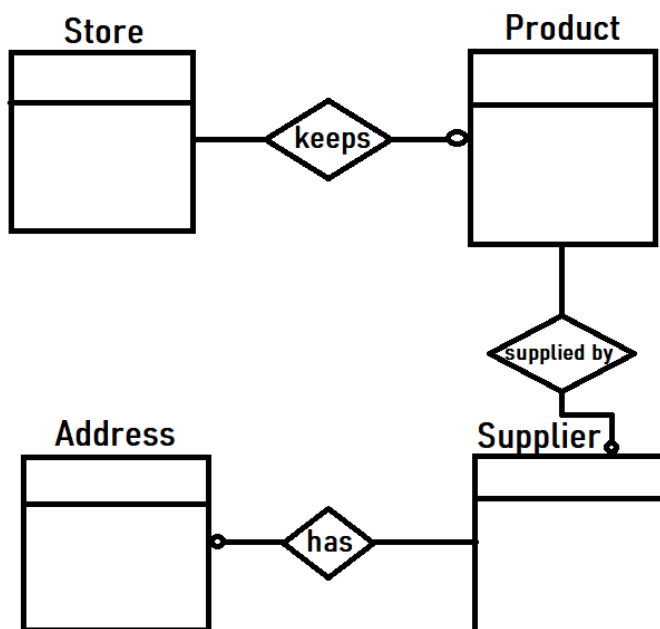 Store
Product
keeps
supplied by
Address
Supplier
has